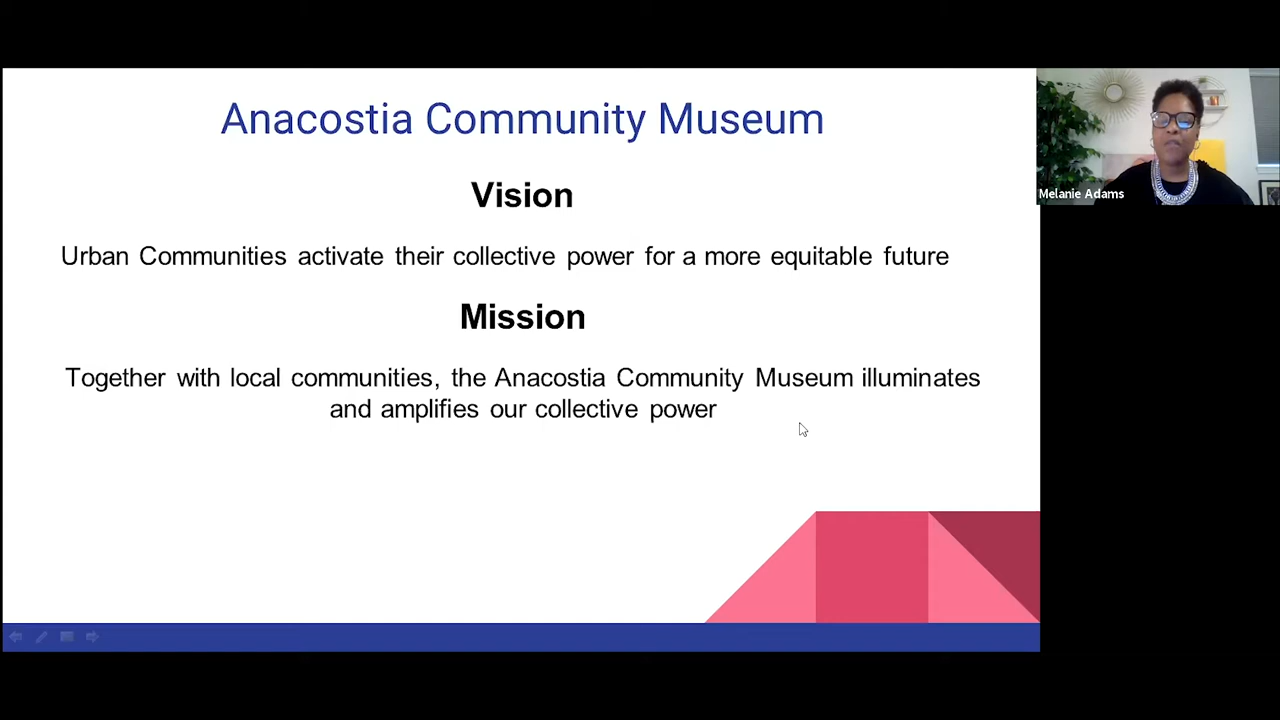 Anacostia Community Museum
Vision
Urban Communities activate their collective power for a more equitable future
Mission
Together with local communities, the Anacostia Community Museum illuminates
and amplifies our collective power
Melanie Adams